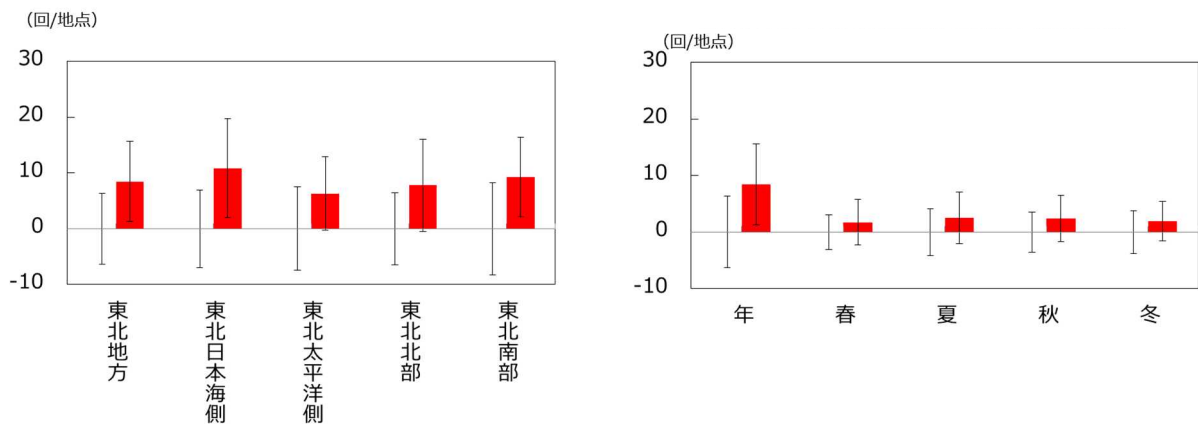 （回/地点）
30
20
10
0
-10
東北地方
東北日本海側
東北太平洋側
東北北部
東北南部
（回/地点）
30
20
10
0
-10
年
春
夏
秋
冬